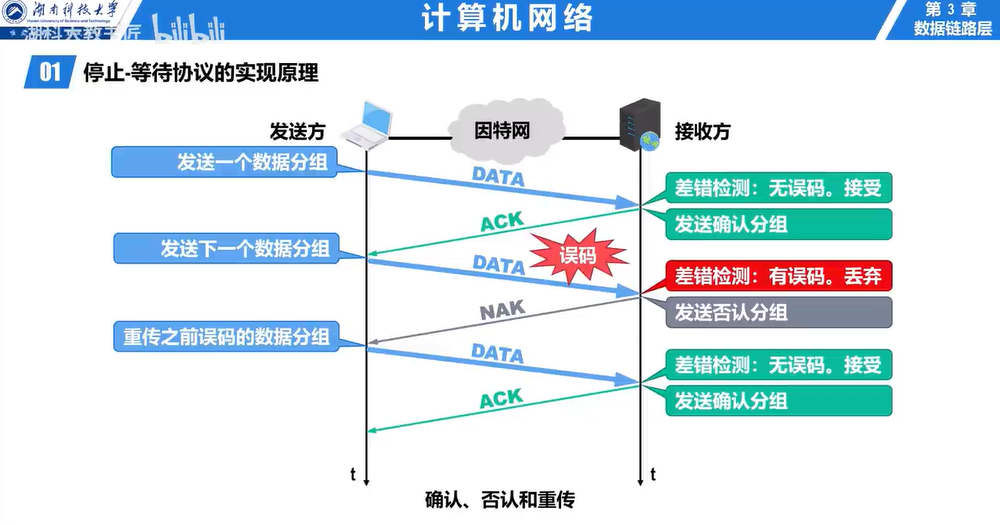 湖南科技大学
Hunan University of Science and Technology
湖科大教书匠
bilibili
计算机网络
第 3 章
数据链路层
01 停止-等待协议的实现原理
发送方
因特网
接收方
发送一个数据分组
DATA
差错检测：无误码。接受
ACK
发送确认分组
发送下一个数据分组
DATA
误码
差错检测：有误码。丢弃
NAK
发送否认分组
重传之前误码的数据分组
DATA
差错检测：无误码。接受
ACK
发送确认分组
t
t
确认、否认和重传